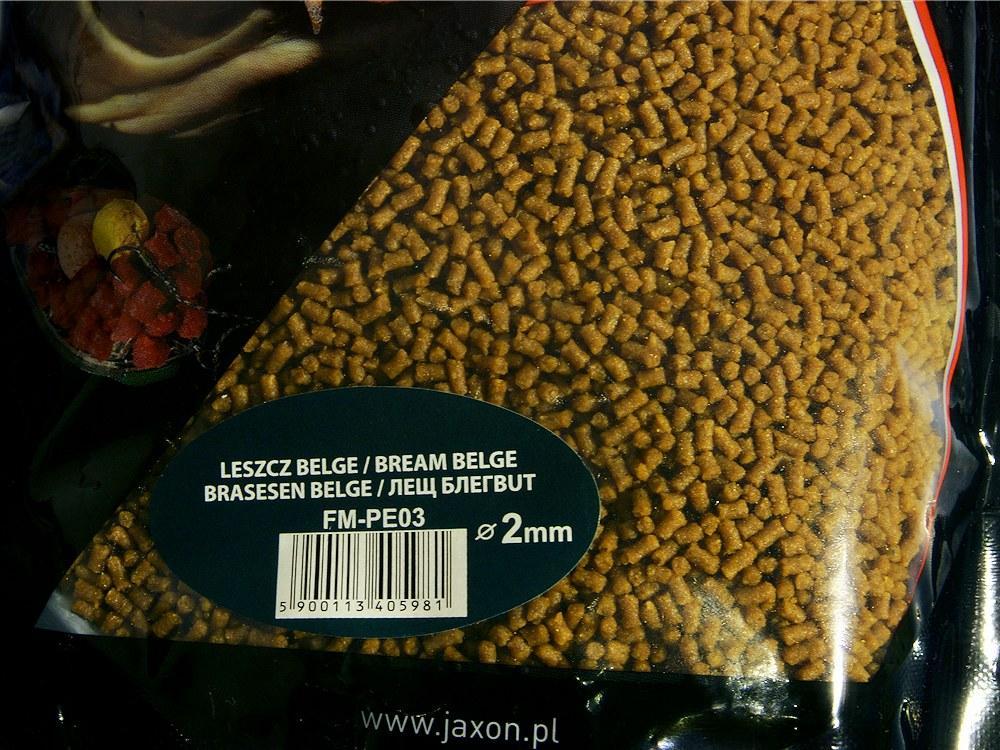 LESZCZ BELGE / BREAM BELGE
BRASESEN BELGE / ЛЕЩ БЛЕГВUT
FM-PE03
ø 2mm
5 900113 405981
www.jaxon.pl